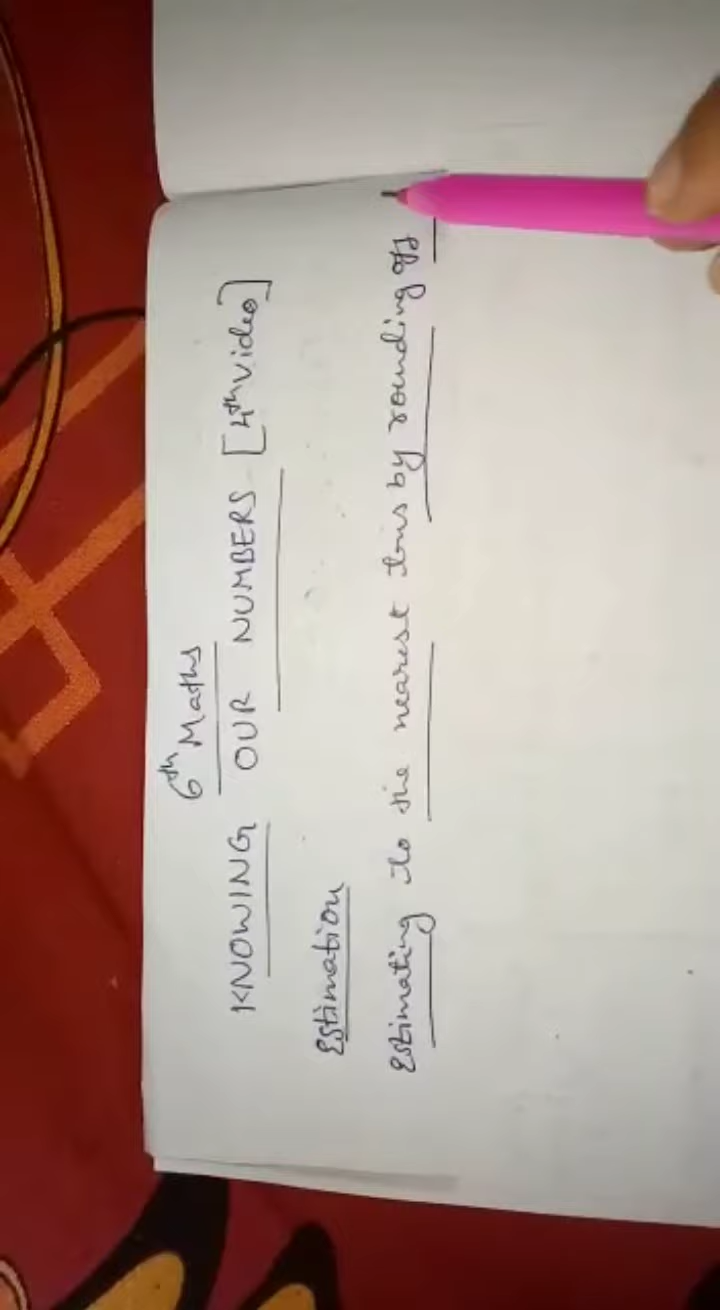 6th Maths
KNOWING OUR NUMBERS [4th video]
Estimation
Estimating to the nearest tens by rounding off